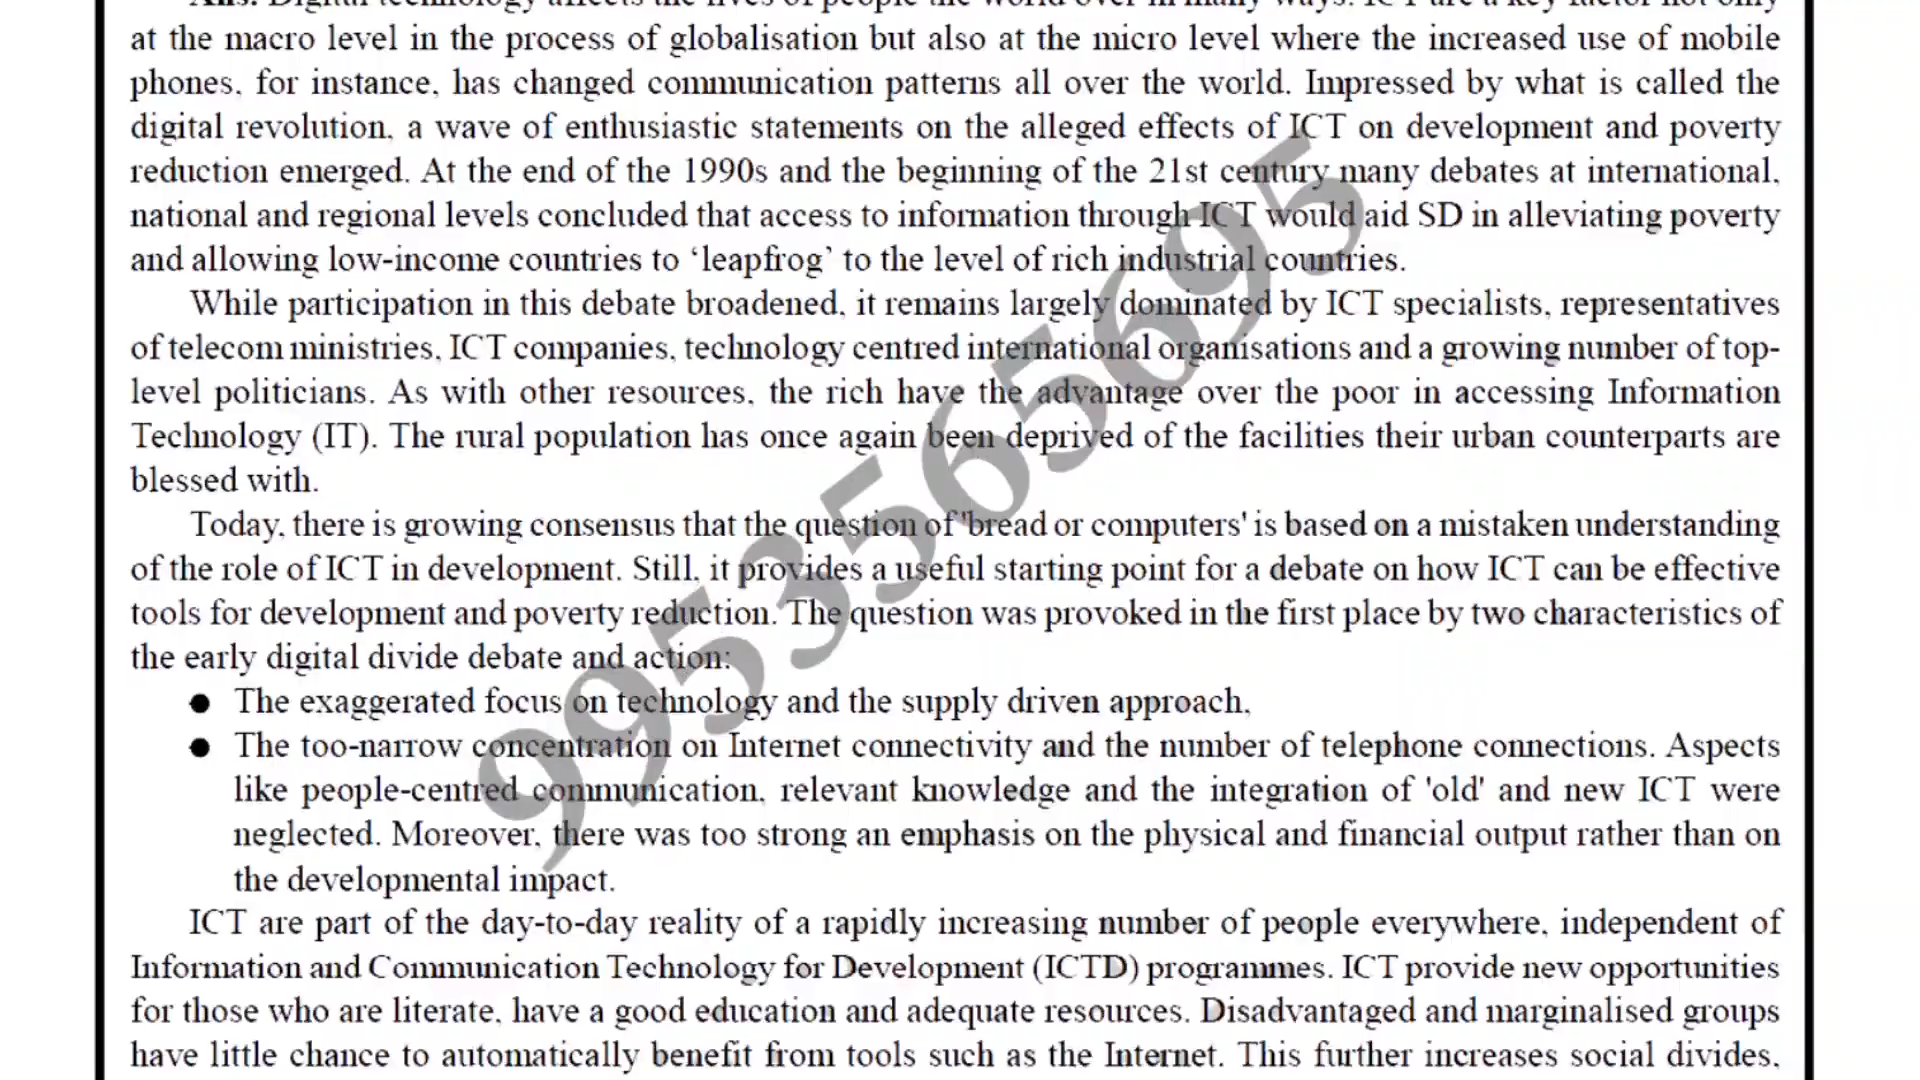 Ans. Digital technology affects the lives of people the world over in many ways. ICT are a key factor not only
at the macro level in the process of globalisation but also at the micro level where the increased use of mobile
phones, for instance, has changed communication patterns all over the world. Impressed by what is called the
digital revolution, a wave of enthusiastic statements on the alleged effects of ICT on development and poverty
reduction emerged. At the end of the 1990s and the beginning of the 21st century many debates at international,
national and regional levels concluded that access to information through ICT would aid SD in alleviating poverty
and allowing low-income countries to ‘leapfrog’ to the level of rich industrial countries.
While participation in this debate broadened, it remains largely dominated by ICT specialists, representatives
of telecom ministries, ICT companies, technology centred international organisations and a growing number of top-
level politicians. As with other resources, the rich have the advantage over the poor in accessing Information
Technology (IT). The rural population has once again been deprived of the facilities their urban counterparts are
blessed with.
Today, there is growing consensus that the question of 'bread or computers' is based on a mistaken understanding
of the role of ICT in development. Still, it provides a useful starting point for a debate on how ICT can be effective
tools for development and poverty reduction. The question was provoked in the first place by two characteristics of
the early digital divide debate and action:
● The exaggerated focus on technology and the supply driven approach,
● The too-narrow concentration on Internet connectivity and the number of telephone connections. Aspects
like people-centred communication, relevant knowledge and the integration of 'old' and new ICT were
neglected. Moreover, there was too strong an emphasis on the physical and financial output rather than on
the developmental impact.
ICT are part of the day-to-day reality of a rapidly increasing number of people everywhere, independent of
Information and Communication Technology for Development (ICTD) programmes. ICT provide new opportunities
for those who are literate, have a good education and adequate resources. Disadvantaged and marginalised groups
have little chance to automatically benefit from tools such as the Internet. This further increases social divides,
9953565695